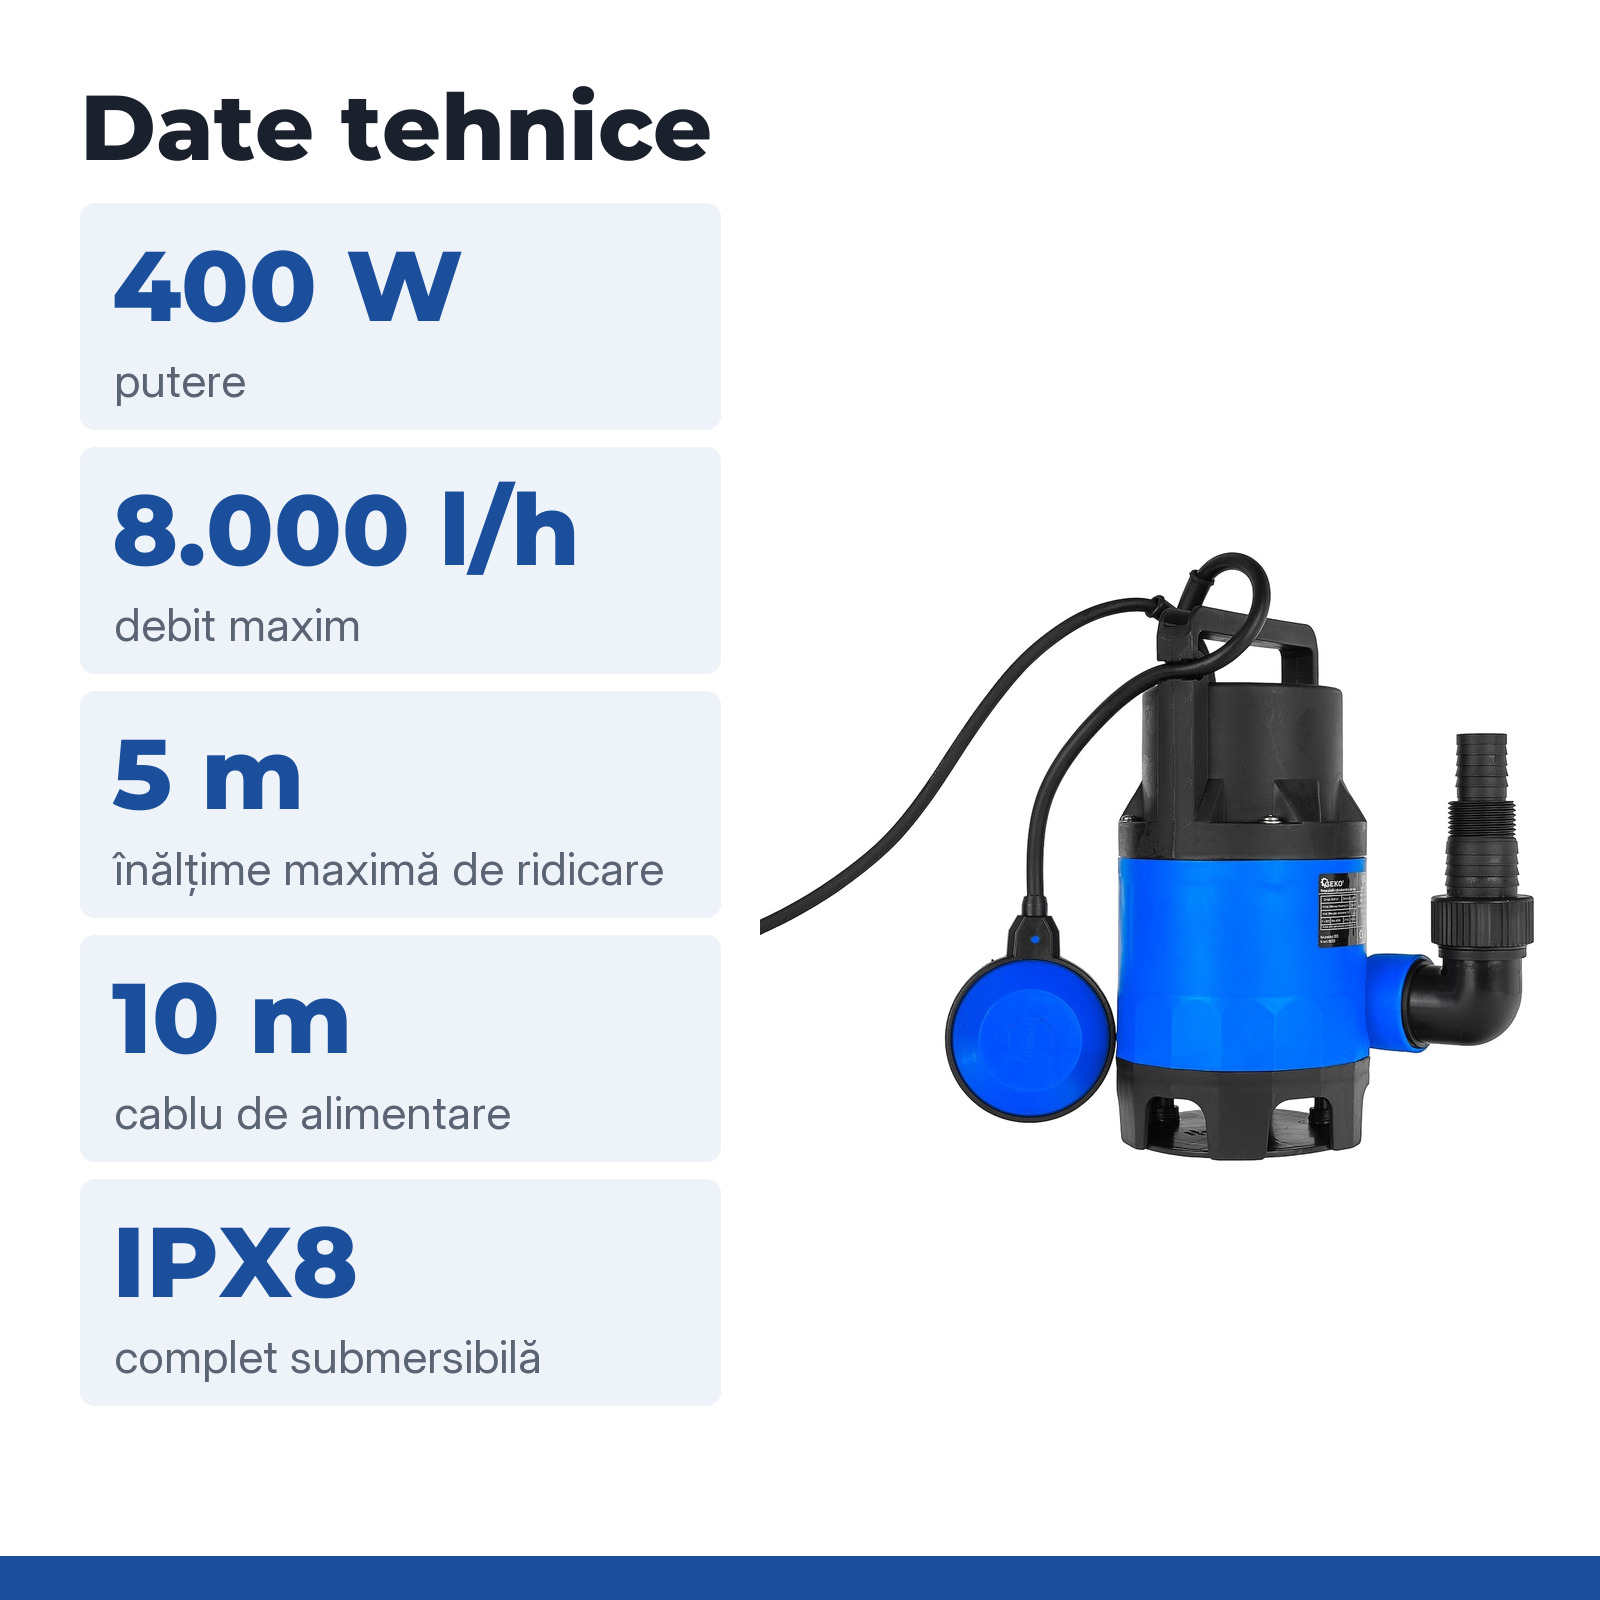 Date tehnice
400 W
putere
8.000 l/h
debit maxim
5 m
înălțime maximă de ridicare
10 m
cablu de alimentare
IPX8
complet submersibilă
GEKO